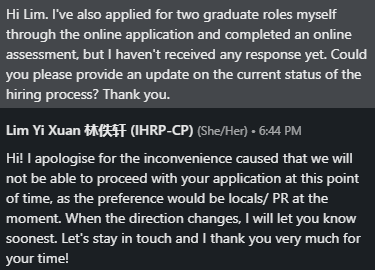 Hi Lim. I've also applied for two graduate roles myself
through the online application and completed an online
assessment, but I haven't received any response yet. Could
you please provide an update on the current status of the
hiring process? Thank you.
Lim Yi Xuan 林佚轩 (IHRP-CP) (She/Her) • 6:44 PM
Hi! I apologise for the inconvenience caused that we will
not be able to proceed with your application at this point
of time, as the preference would be locals/ PR at the
moment. When the direction changes, I will let you know
soonest. Let's stay in touch and I thank you very much for
your time!